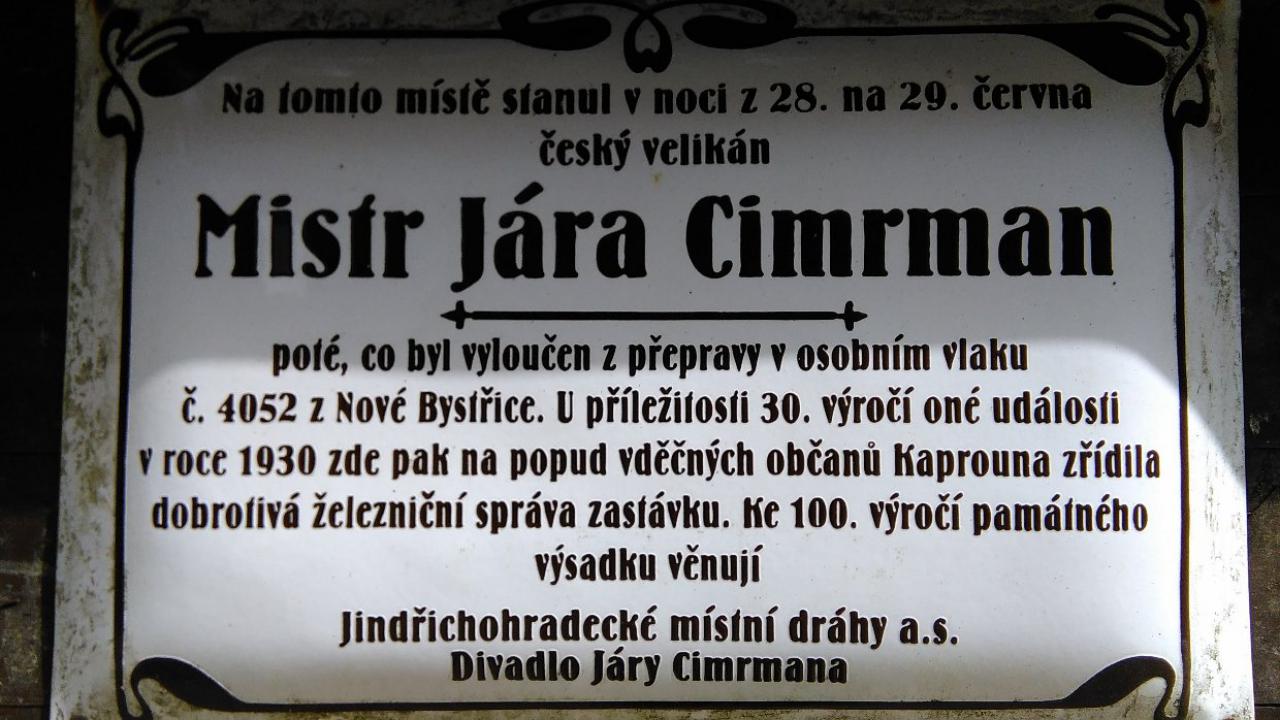 Na tomto místě stanul v noci z 28. na 29. června
český velikán
Mistr Jára Cimrman
poté, co byl vyloučen z přepravy v osobním vlaku
č. 4052 z Nové Bystřice. U příležitosti 30. výročí oné události
v roce 1930 zde pak na popud vděčných občanů Kaprouna zřídila
dobrotivá železniční správa zastávku. Ke 100. výročí památného
výsadku věnují
Jindřichohradecké místní dráhy a.s.
Divadlo Járy Cimrmana